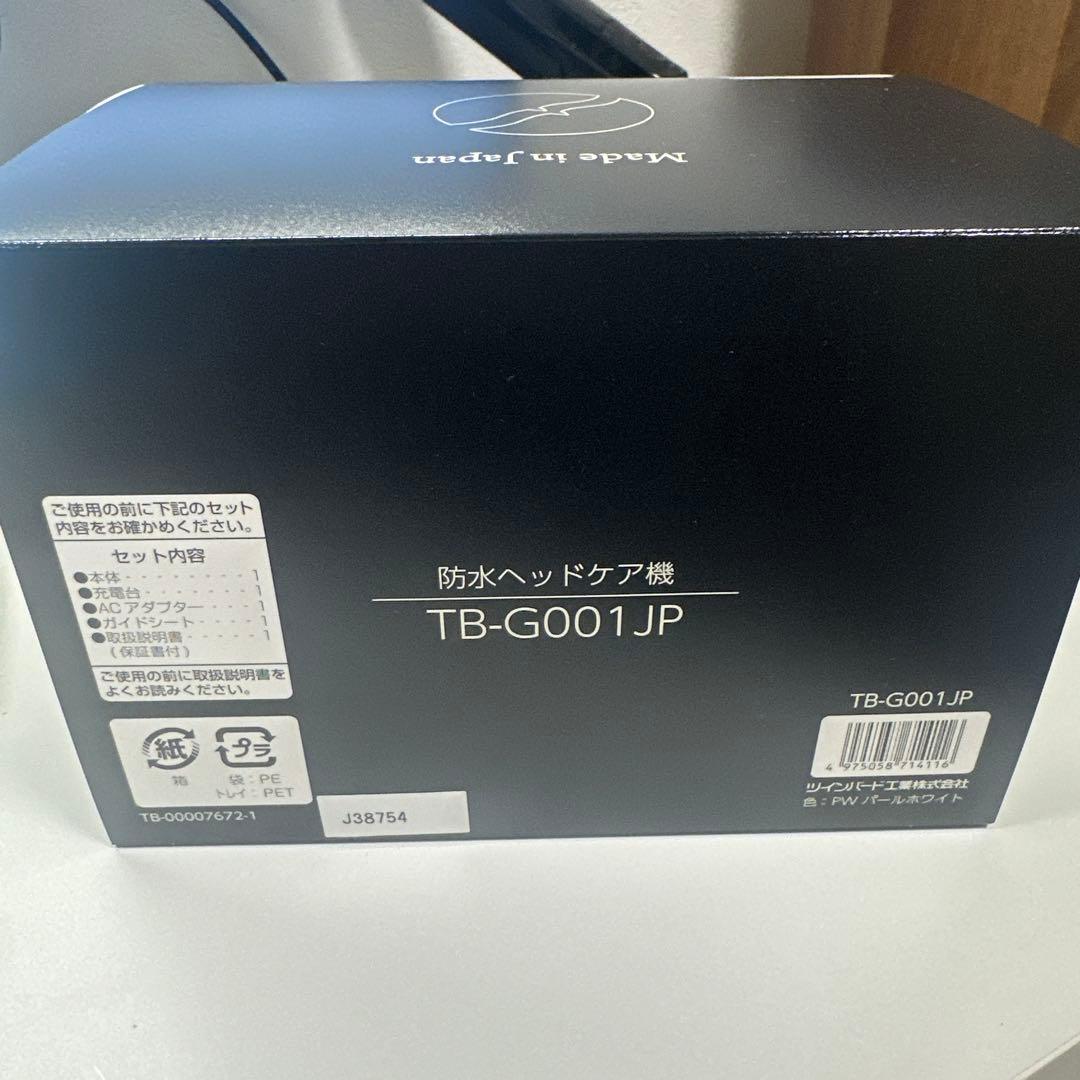 Made in Japan
ご使用の前に下記のセット
内容をお確かめください。
セット内容
●本体 - - - - - - - - 1
●充電台 - - - - - - - 1
●ACアダプター - - - - 1
●ガイドシート - - - - - 1
●取扱説明書 - - - - - 1
(保証書付)
ご使用の前に取扱説明書を
よくお読みください。
紙
プラ
箱
袋：PE
トレイ：PET
TB-00007672-1
J38754
防水ヘッドケア機
TB-G001JP
TB-G001JP
4 975058 714116
ツインバード工業株式会社
色：PW パールホワイト